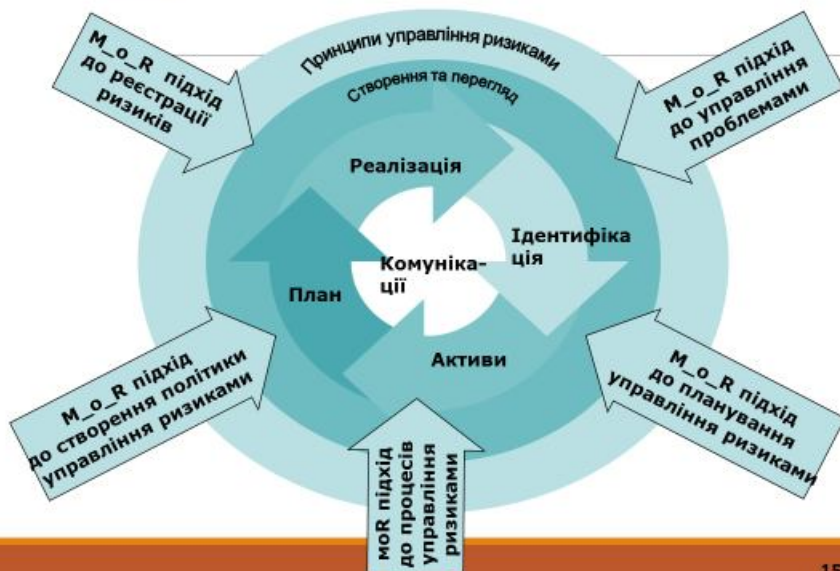 M_o_R підхід
до реєстрації
ризиків
Принципи управління ризиками
Створення та перегляд
M_o_R підхід
до управління
проблемами
Реалізація
Ідентифіка
ція
Комуніка-
ції
План
Активи
M_o_R підхід
до створення політики
управління ризиками
моR підхід
до процесів
управління
ризиками
M_o_R підхід
до планування
управління ризиками